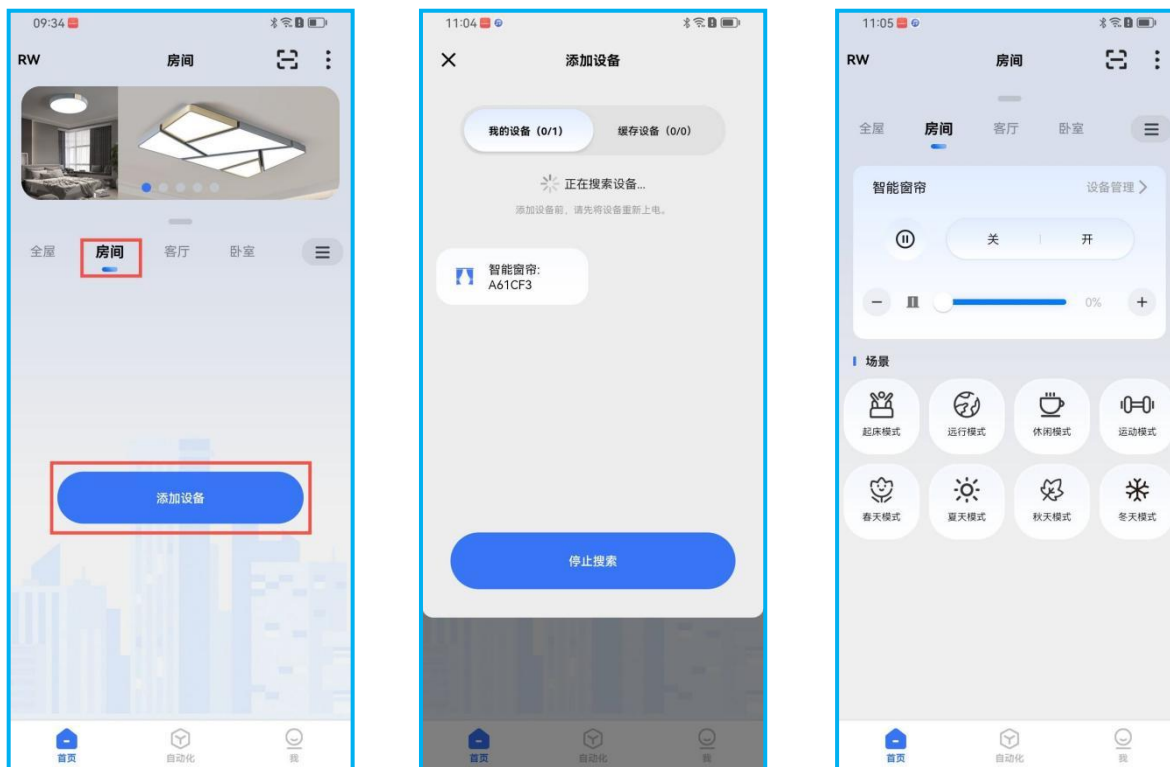 09:34
RW 房间
全屋 房间 客厅 卧室
添加设备
首页 自动化 我
11:04
添加设备
我的设备（0/1） 缓存设备（0/0）
正在搜索设备...
添加设备前，请先将设备重新上电。
智能窗帘:
A61CF3
停止搜索
首页 自动化 我
11:05
RW 房间
全屋 房间 客厅 卧室
智能窗帘 设备管理
关 开
0%
场景
起床模式 远行模式 休闲模式 运动模式
春天模式 夏天模式 秋天模式 冬天模式
首页 自动化 我